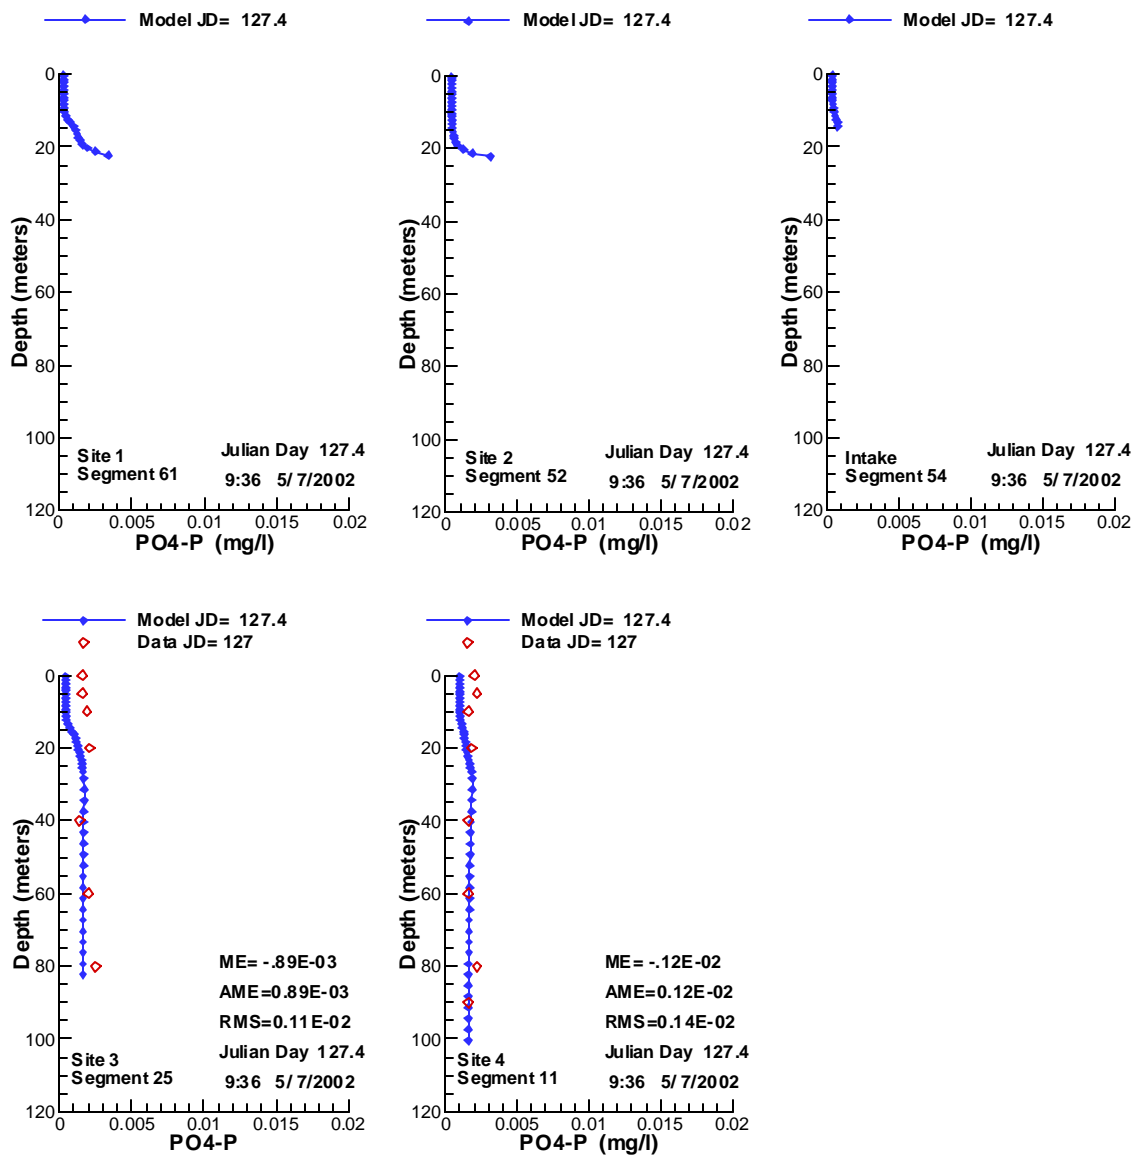 Model JD= 127.4
0
20
40
60
80
100
120
Depth (meters)
Site 1
Segment 61
Julian Day 127.4
9:36 5/ 7/2002
0 0.005 0.01 0.015 0.02
PO4-P (mg/l)
Model JD= 127.4
0
20
40
60
80
100
120
Depth (meters)
Site 2
Segment 52
Julian Day 127.4
9:36 5/ 7/2002
0 0.005 0.01 0.015 0.02
PO4-P (mg/l)
Model JD= 127.4
0
20
40
60
80
100
120
Depth (meters)
Intake
Segment 54
Julian Day 127.4
9:36 5/ 7/2002
0 0.005 0.01 0.015 0.02
PO4-P (mg/l)
Model JD= 127.4
Data JD= 127
0
20
40
60
80
100
120
Depth (meters)
ME= -.89E-03
AME=0.89E-03
RMS=0.11E-02
Site 3
Segment 25
Julian Day 127.4
9:36 5/ 7/2002
0 0.005 0.01 0.015 0.02
PO4-P
Model JD= 127.4
Data JD= 127
0
20
40
60
80
100
120
Depth (meters)
ME= -.12E-02
AME=0.12E-02
RMS=0.14E-02
Site 4
Segment 11
Julian Day 127.4
9:36 5/ 7/2002
0 0.005 0.01 0.015 0.02
PO4-P (mg/l)